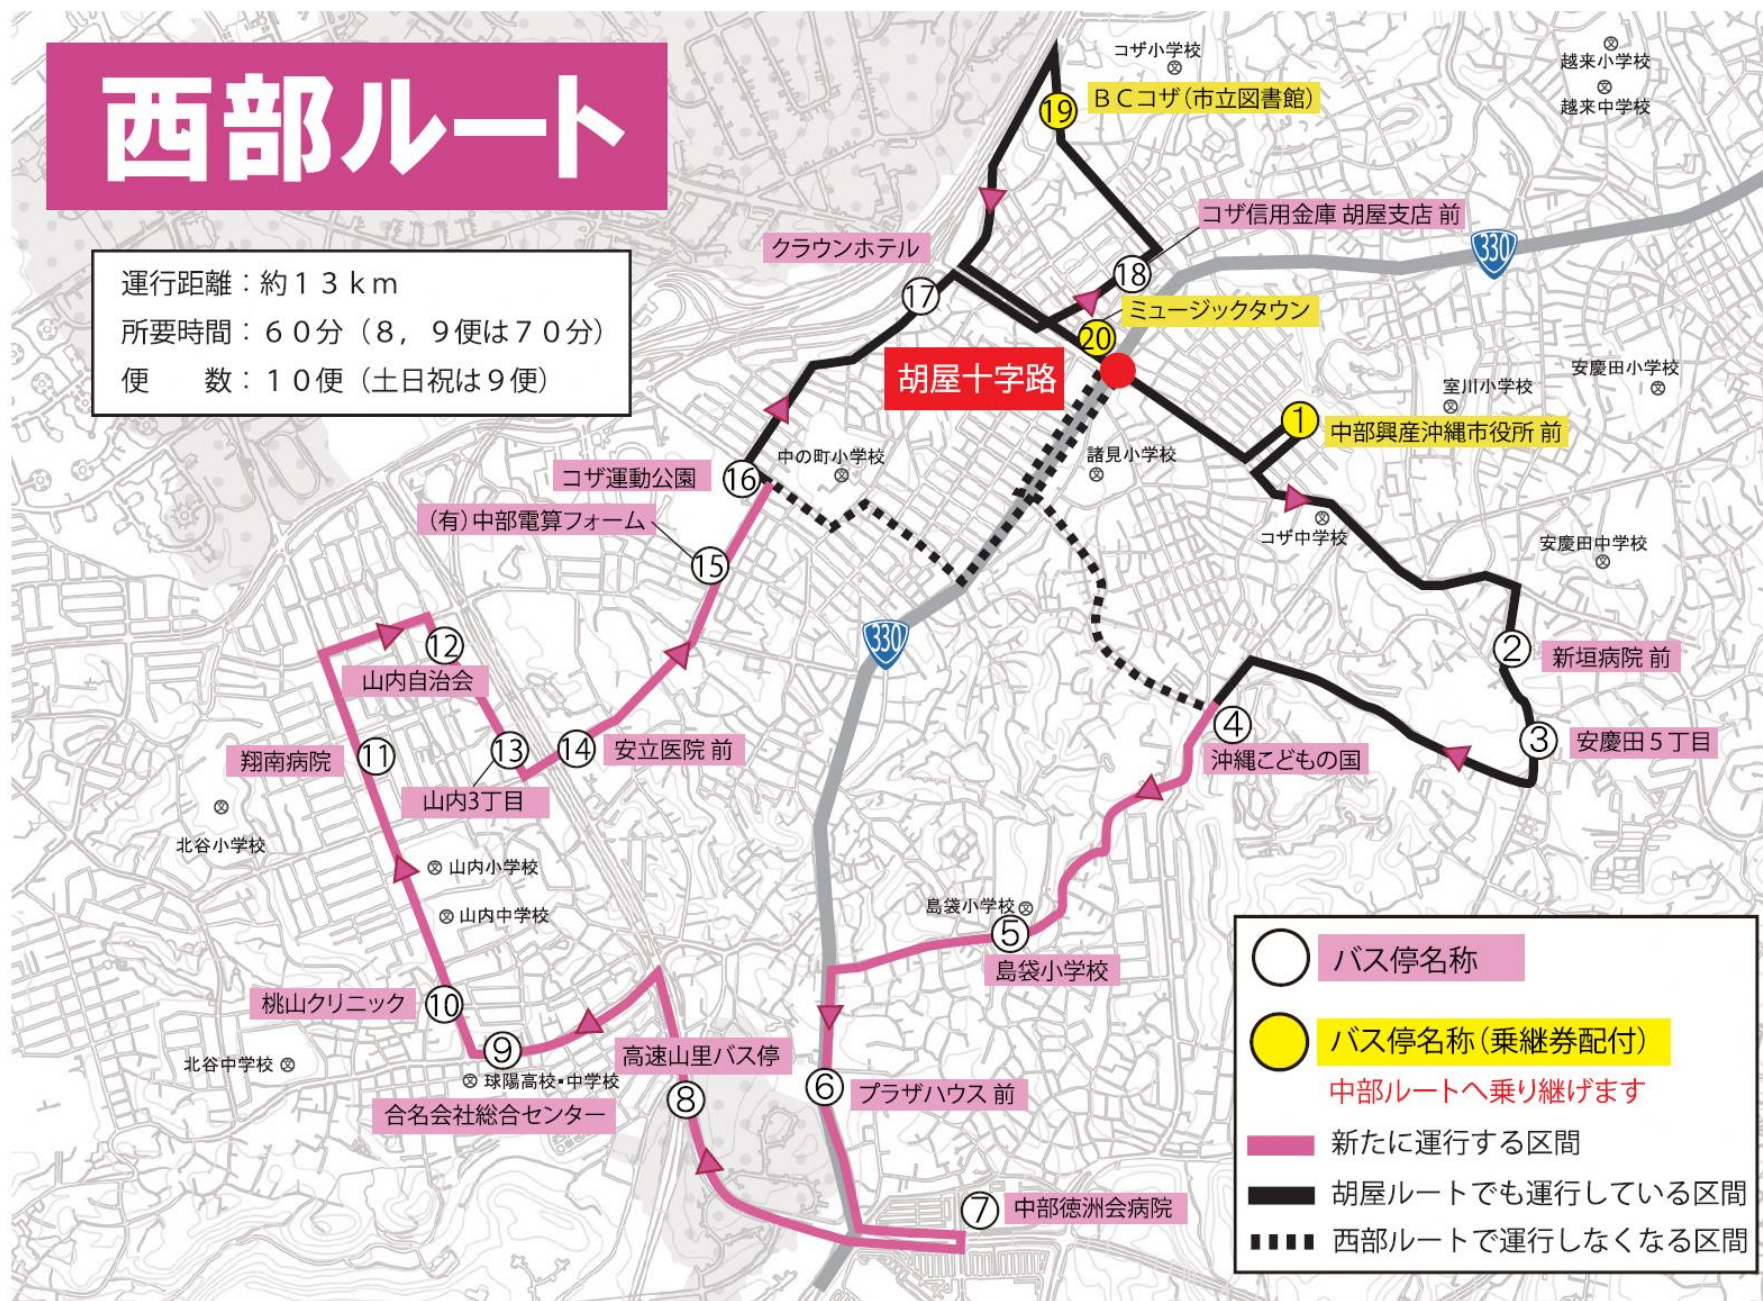 西部ルート
運行距離：約１３ｋｍ
所要時間：６０分（８，９便は７０分）
便　　数：１０便（土日祝は９便）
コザ小学校
越来小学校
越来中学校
19
ＢＣコザ（市立図書館）
コザ信用金庫 胡屋支店 前
330
クラウンホテル
18
17
ミュージックタウン
20
胡屋十字路
安慶田小学校
室川小学校
1
中部興産沖縄市役所 前
中の町小学校
諸見小学校
コザ運動公園
16
（有）中部電算フォーム
コザ中学校
安慶田中学校
15
330
12
2
新垣病院 前
山内自治会
4
3
安慶田５丁目
翔南病院
11
13
14
安立医院 前
沖縄こどもの国
山内3丁目
北谷小学校
山内小学校
島袋小学校
山内中学校
5
島袋小学校
バス停名称
桃山クリニック
10
バス停名称（乗継券配付）
北谷中学校
9
高速山里バス停
球陽高校・中学校
6
プラザハウス 前
中部ルートへ乗り継げます
合名会社総合センター
8
新たに運行する区間
胡屋ルートでも運行している区間
7
中部徳洲会病院
西部ルートで運行しなくなる区間